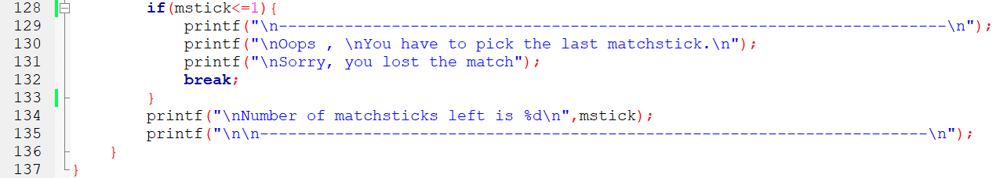 128 if(mstick<=1){
129 printf("\n-----------------------------------------------------------------------\n");
130 printf("\nOops , \nYou have to pick the last matchstick.\n");
131 printf("\nSorry, you lost the match");
132 break;
133 }
134 printf("\nNumber of matchsticks left is %d\n",mstick);
135 printf("\n\n-----------------------------------------------------------------------\n");
136 }
137 }